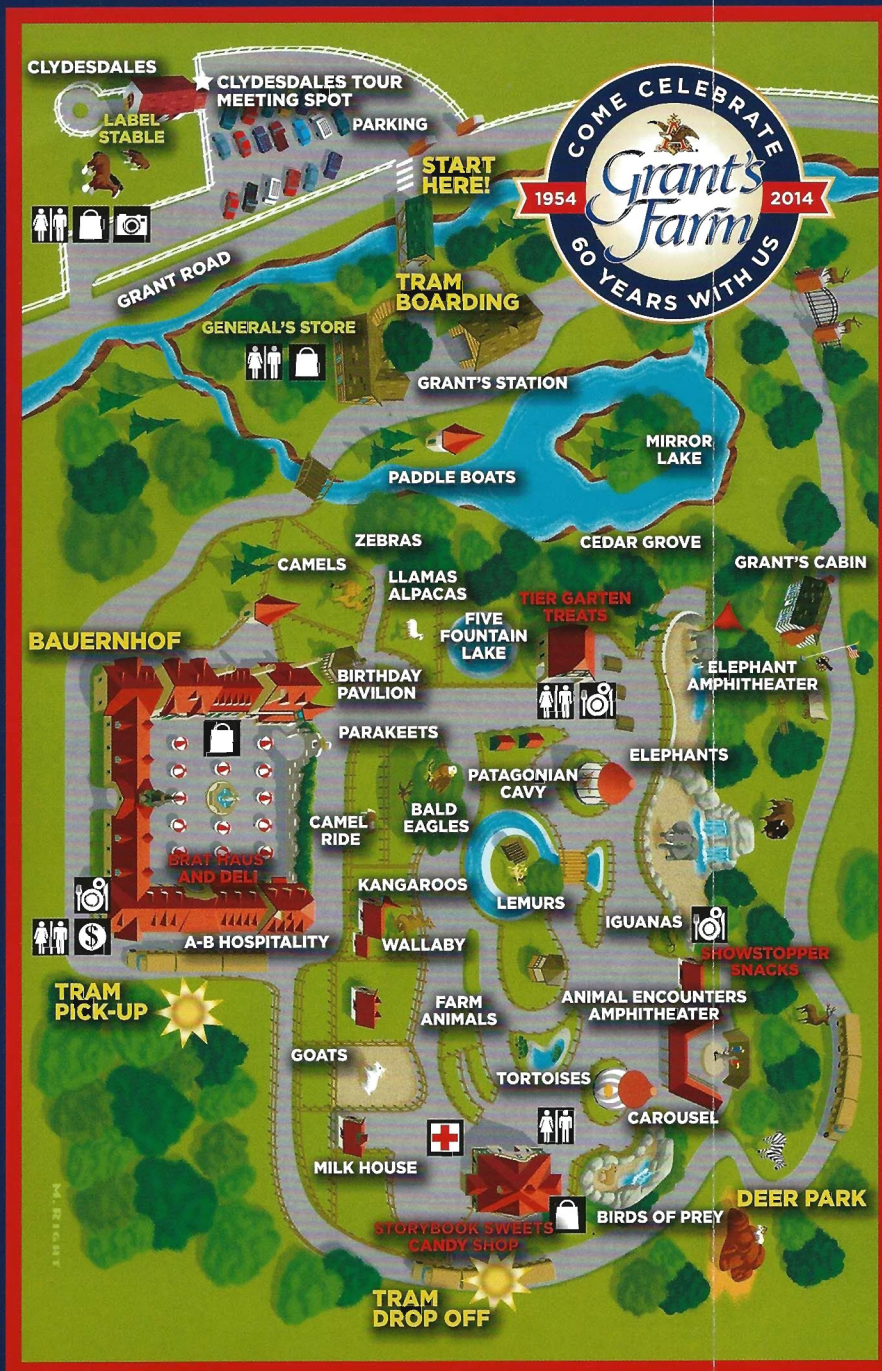 CLYDESDALES
CLYDESDALES TOUR
MEETING SPOT
LABEL
STABLE
PARKING
START
HERE!
COME CELEBRATE
Grant's
Farm
1954
2014
60 YEARS WITH US
GRANT ROAD
TRAM
BOARDING
GENERAL'S STORE
GRANT'S STATION
MIRROR
LAKE
PADDLE BOATS
ZEBRAS
CEDAR GROVE
CAMELS
GRANT'S CABIN
LLAMAS
ALPACAS
TIER GARTEN
TREATS
FIVE
FOUNTAIN
LAKE
BAUERNHOF
BIRTHDAY
PAVILION
ELEPHANT
AMPHITHEATER
PARAKEETS
ELEPHANTS
PATAGONIAN
CAVY
BALD
EAGLES
CAMEL
RIDE
BRAT HAUS
AND DELI
KANGAROOS
LEMURS
IGUANAS
$
A-B HOSPITALITY
WALLABY
SHOWSTOPPER
SNACKS
TRAM
PICK-UP
FARM
ANIMALS
ANIMAL ENCOUNTERS
AMPHITHEATER
GOATS
TORTOISES
CAROUSEL
MILK HOUSE
M. RIGHT
DEER PARK
BIRDS OF PREY
STORYBOOK SWEETS
CANDY SHOP
TRAM
DROP OFF